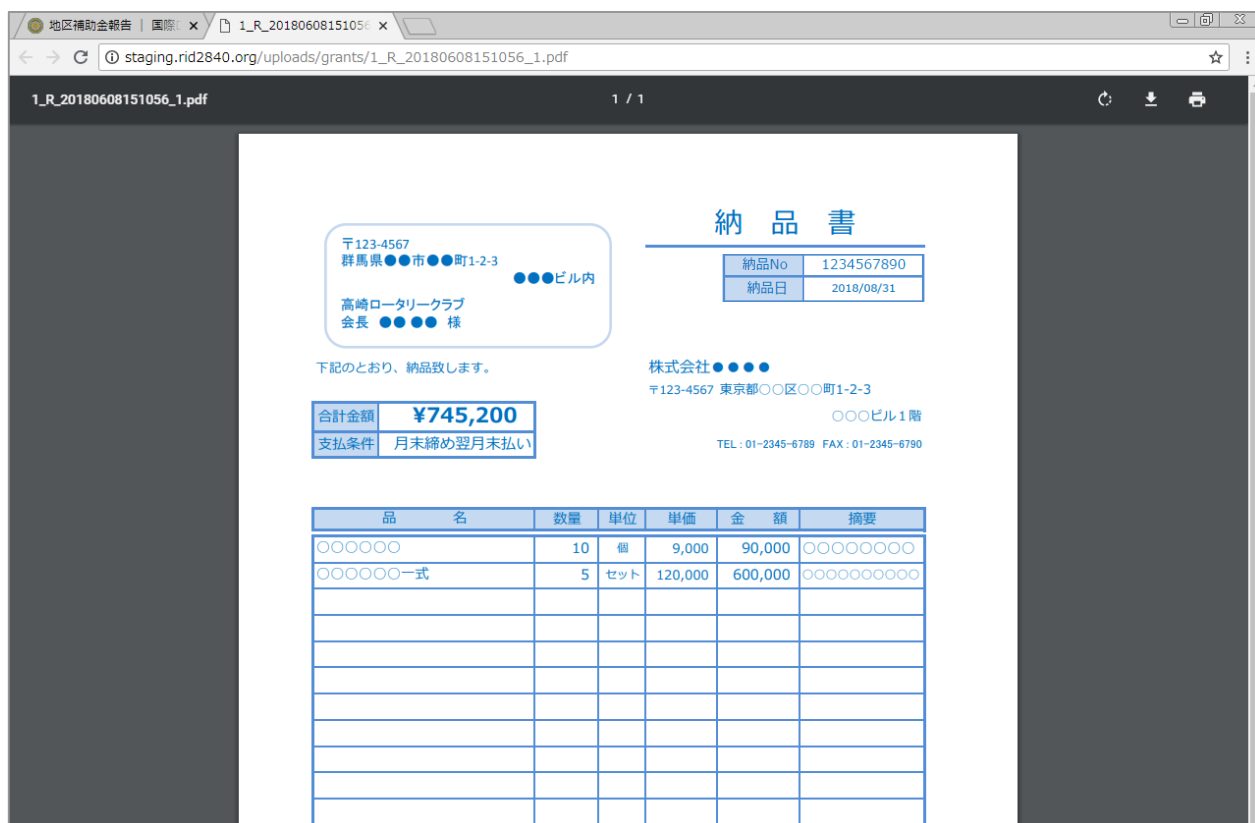 地区補助金報告 | 国際
1_R_20180608151056
staging.rid2840.org/uploads/grants/1_R_20180608151056_1.pdf
1_R_20180608151056_1.pdf
1 / 1
納 品 書
〒123-4567
群馬県●●市●●町1-2-3
●●●ビル内
高崎ロータリークラブ
会長 ●●●● 様
納品No 1234567890
納品日 2018/08/31
下記のとおり、納品致します。
株式会社●●●●
〒123-4567 東京都○○区○○町1-2-3
○○○ビル1階
TEL:01-2345-6789 FAX:01-2345-6790
合計金額 ¥745,200
支払条件 月末締め翌月末払い
品 名 数量 単位 単価 金 額 摘要
○○○○○○ 10 個 9,000 90,000 ○○○○○○○○
○○○○○○一式 5 セット 120,000 600,000 ○○○○○○○○○○